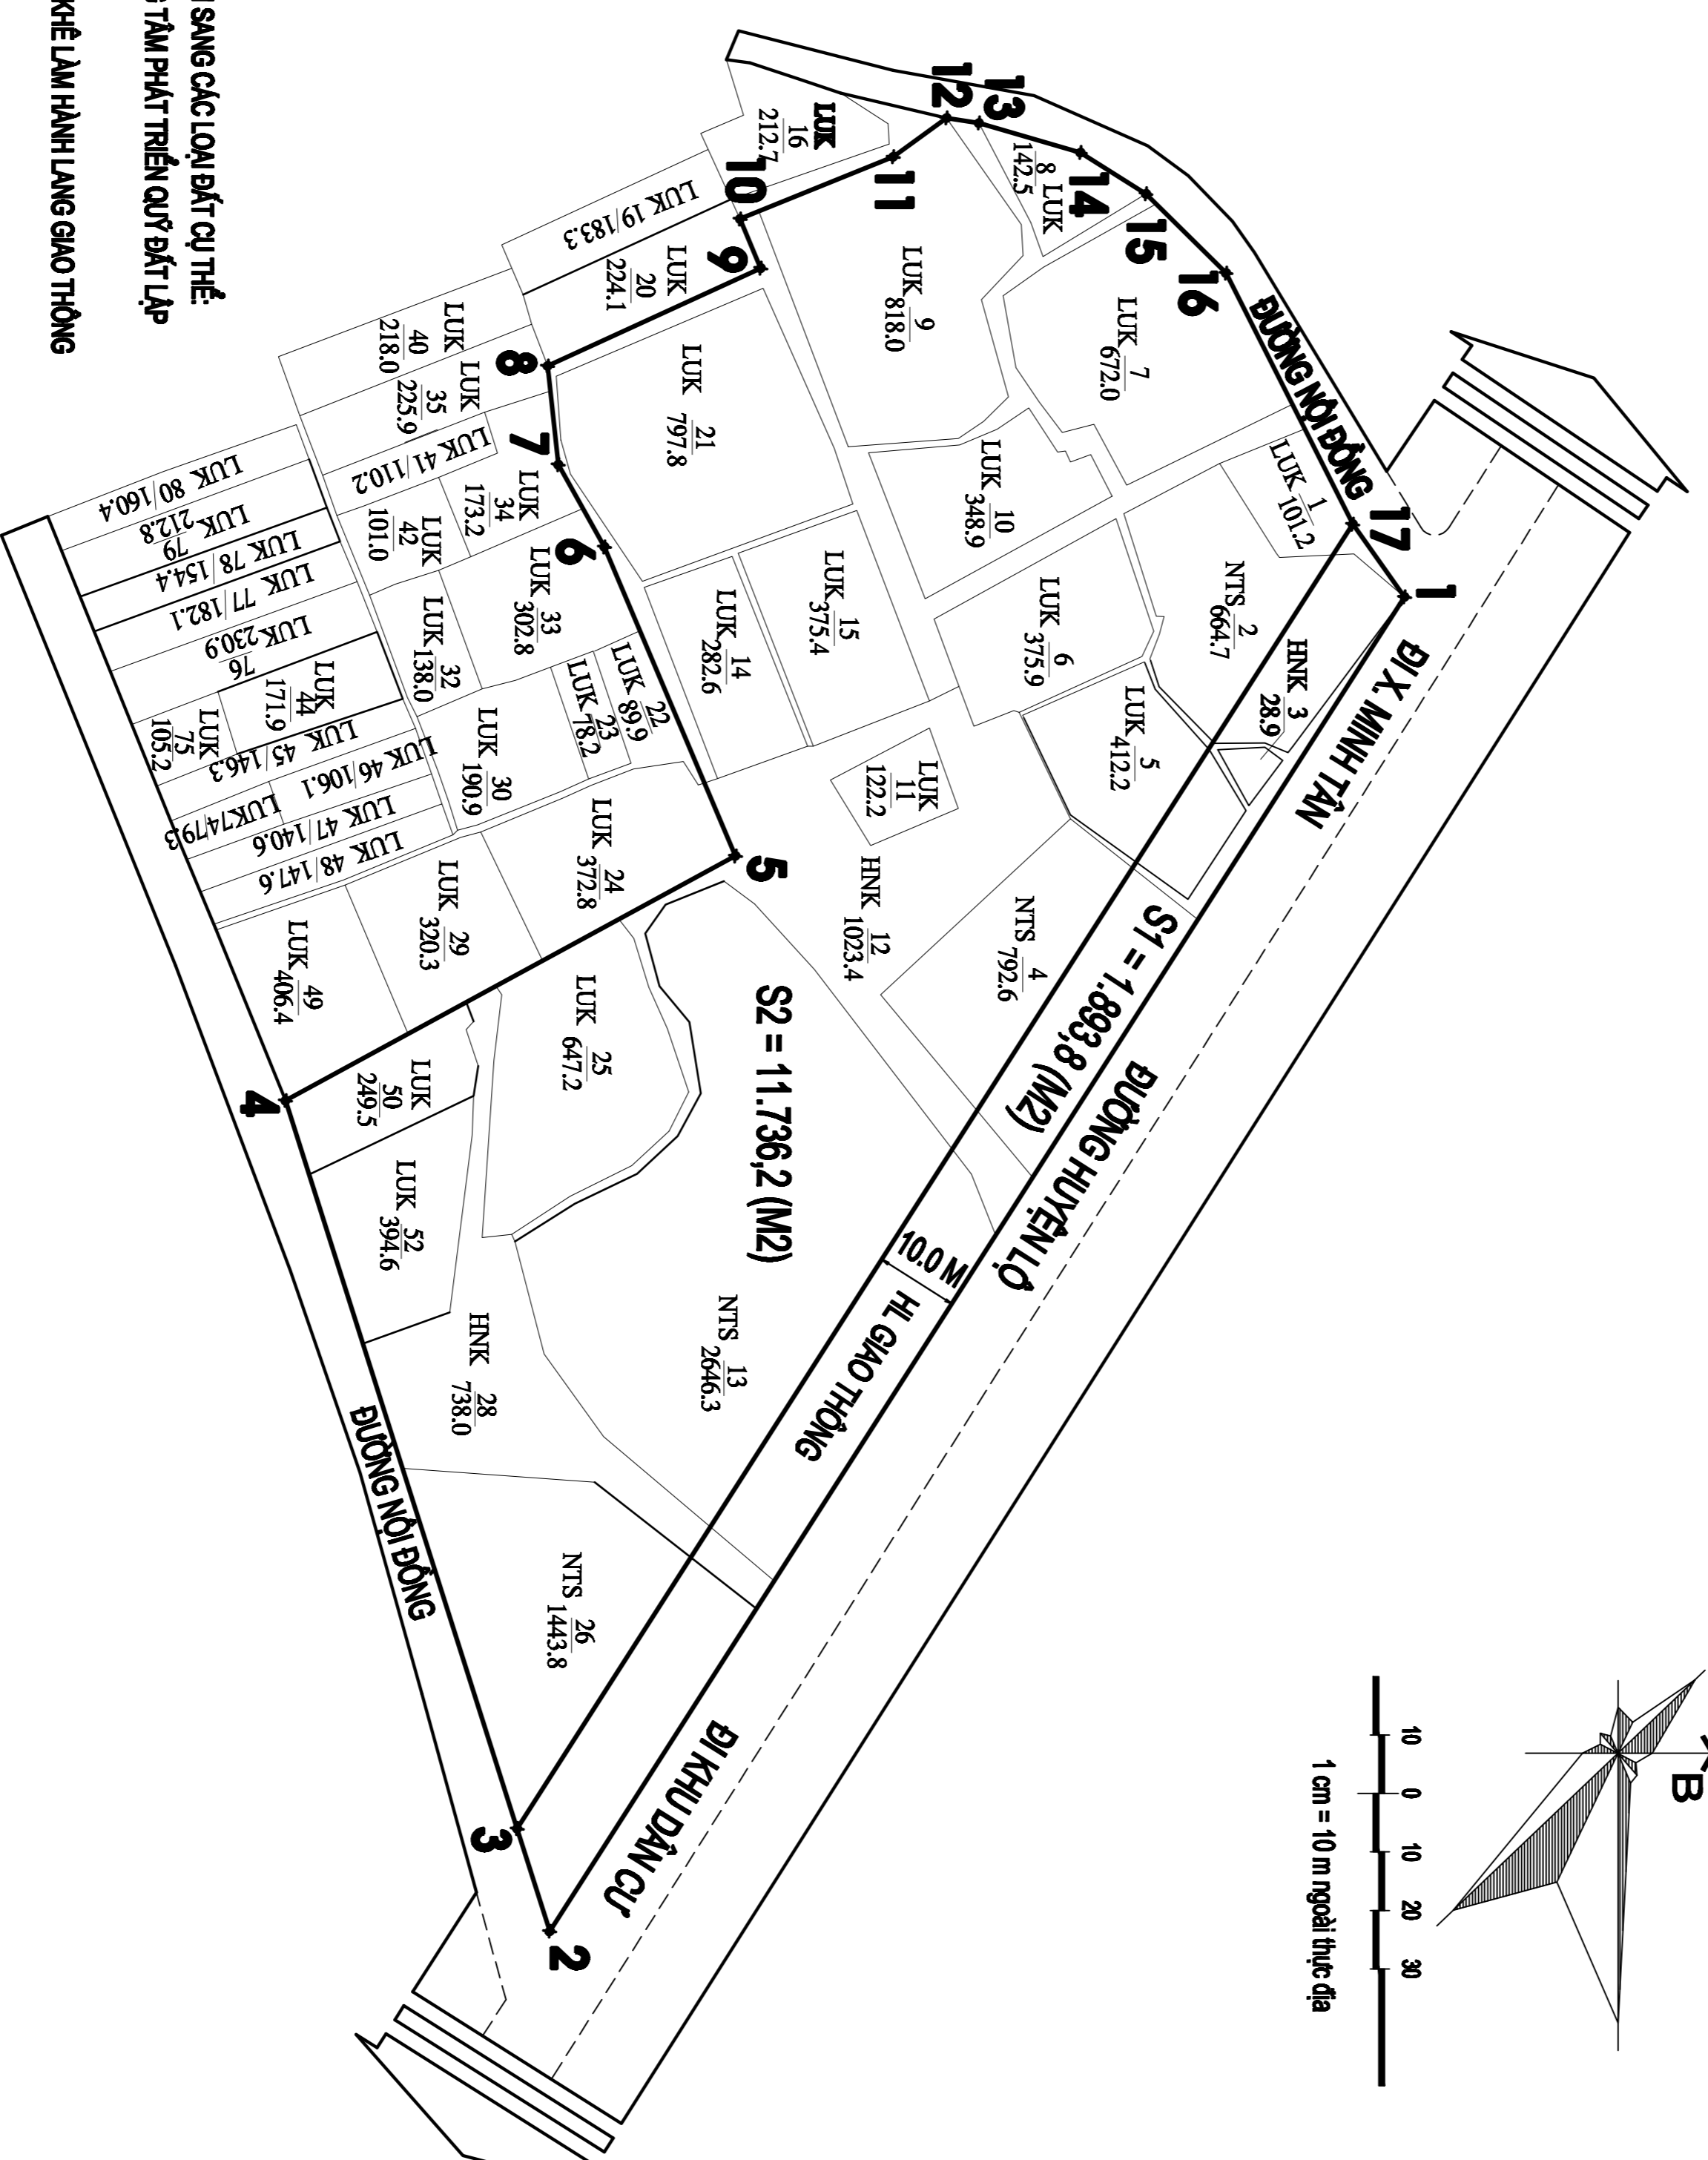 SANG CÁC LOẠI ĐẤT CỤ THỂ:
TÂM PHÁT TRIỂN QUỸ ĐẤT LẬP
KHÊ LÀM HÀNH LANG GIAO THÔNG
B
10 0 10 20 30
1 cm = 10 m ngoài thực địa
ĐƯỜNG NỘI ĐỒNG
ĐI X. MINH TÂN
ĐƯỜNG HUYỆN LỘ
ĐI KHU DÂN CƯ
HL GIAO THÔNG
10.0 M
S1 = 1.893,8 (M2)
S2 = 11.736,2 (M2)
ĐƯỜNG NỘI ĐỒNG
1
2
3
4
5
6
7
8
9
10
11
12
13
14
15
16
17
LUK 1 101.2
NTS 2 664.7
HNK 3 28.9
NTS 4 792.6
LUK 5 412.2
LUK 6 375.9
LUK 7 672.0
8 LUK 142.5
LUK 9 818.0
LUK 10 348.9
LUK 11 122.2
HNK 12 1023.4
NTS 13 2646.3
LUK 14 282.6
LUK 15 375.4
LUK 16 212.7
LUK 19/183.3
LUK 20 224.1
LUK 21 797.8
LUK 22 89.9
LUK 23 78.2
LUK 24 372.8
LUK 25 647.2
NTS 26 1443.8
HNK 28 738.0
LUK 29 320.3
LUK 30 190.9
LUK 32 138.0
LUK 33 302.8
LUK 34 173.2
LUK 35 225.9
LUK 40 218.0
LUK 41/110.2
LUK 42 101.0
LUK 44 171.9
LUK 45/146.3
LUK 46/106.1
LUK 47/140.6
LUK 48/147.6
LUK 49 406.4
LUK 50 249.5
LUK 52 394.6
LUK74/79.3
LUK 75 105.2
LUK 76 230.9
LUK 77/182.1
LUK 78/154.4
LUK 79 212.8
LUK 80/160.4